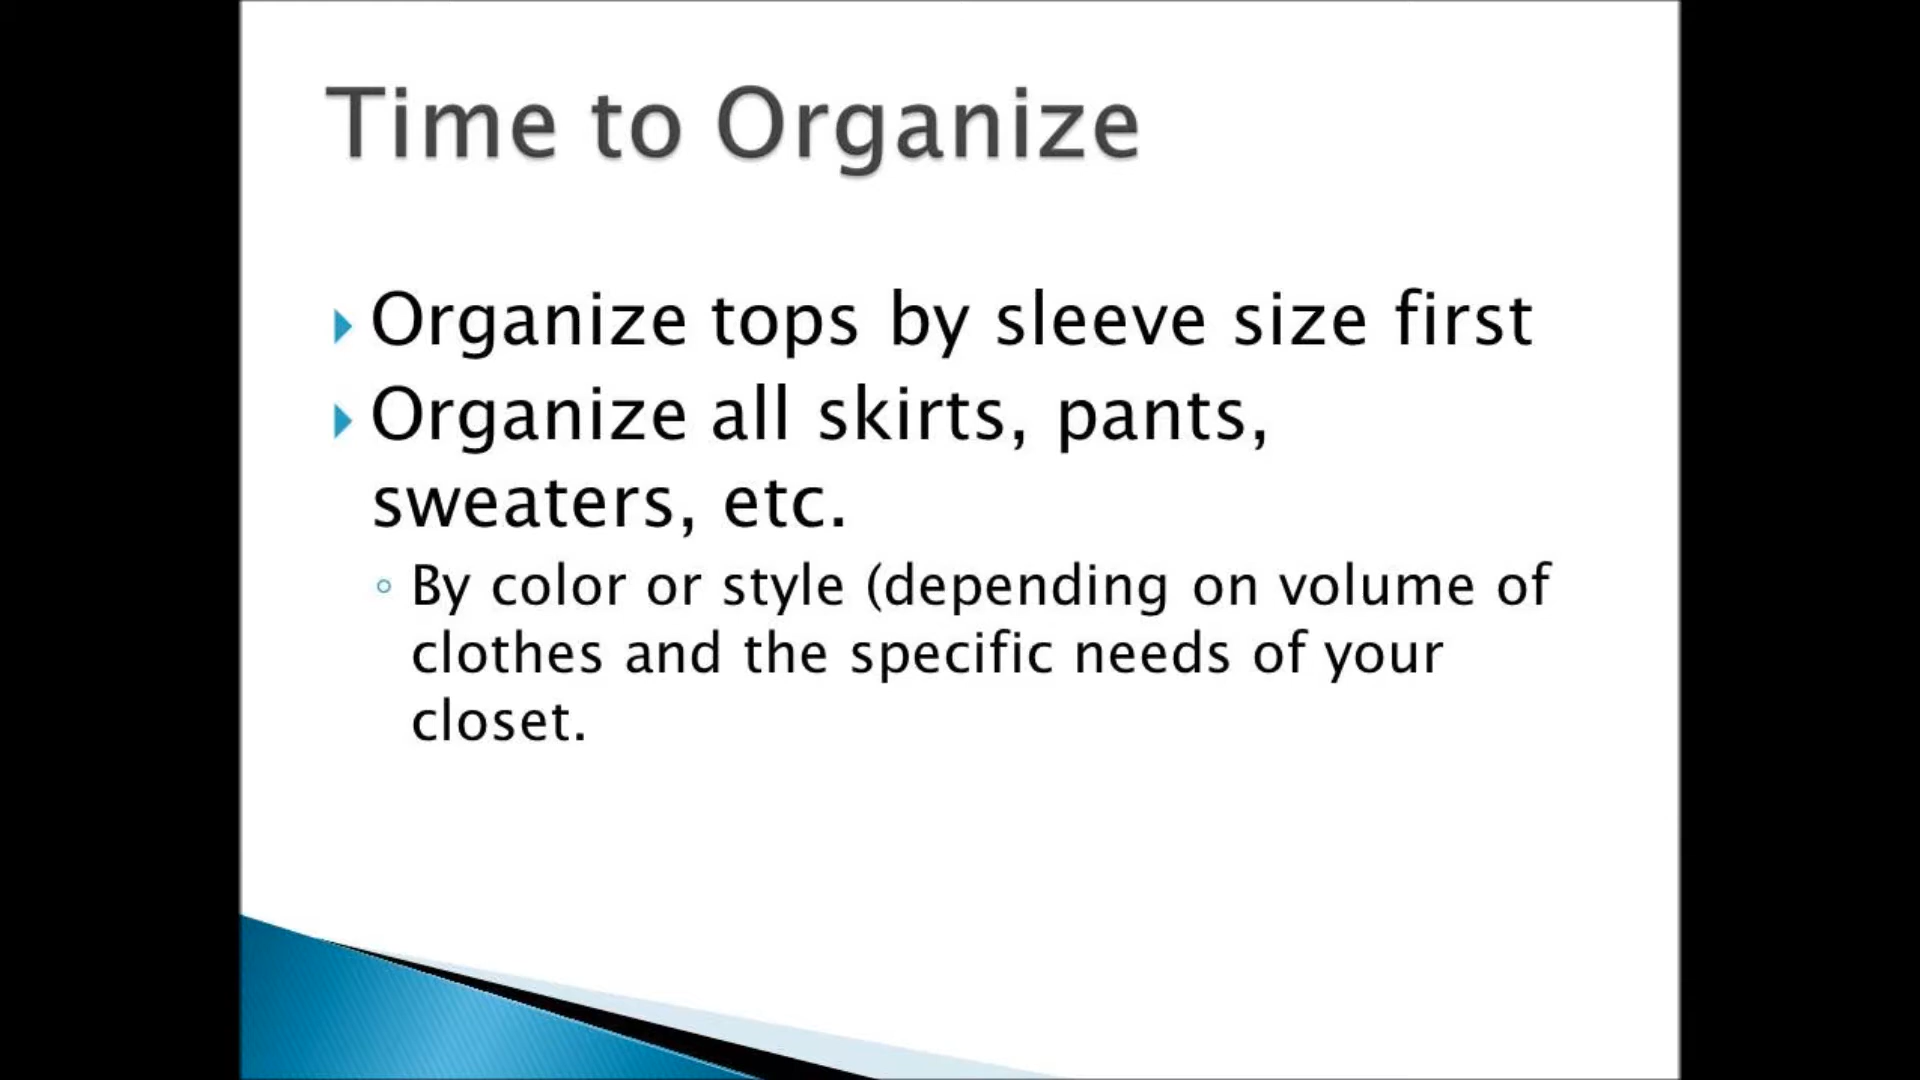 Time to Organize
Organize tops by sleeve size first
Organize all skirts, pants,
sweaters, etc.
By color or style (depending on volume of
clothes and the specific needs of your
closet.